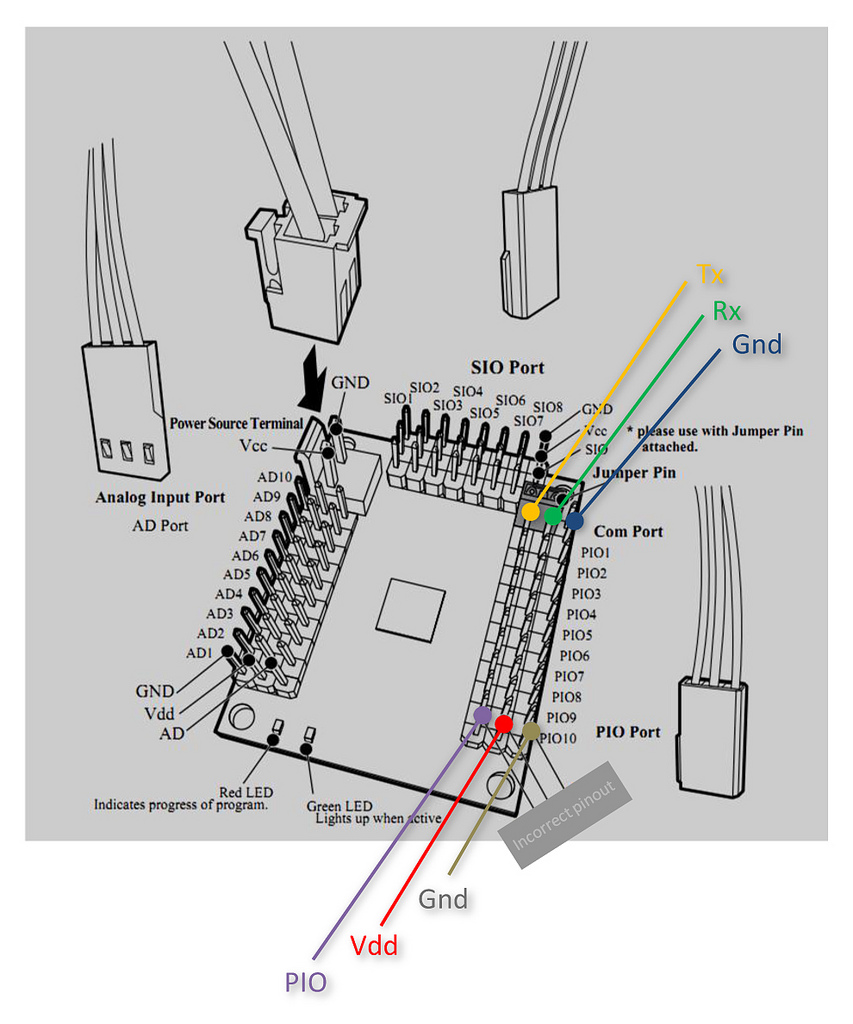 Tx
Rx
Gnd
SIO Port
GND
SIO1
SIO2
SIO3
SIO4
SIO5
SIO6
SIO7
SIO8
GND
Vcc
SIO
* please use with Jumper Pin
attached.
Power Source Terminal
Vcc
Jumper Pin
Analog Input Port
AD Port
AD10
AD9
AD8
AD7
AD6
AD5
AD4
AD3
AD2
AD1
Com Port
PIO1
PIO2
PIO3
PIO4
PIO5
PIO6
PIO7
PIO8
PIO9
PIO10
PIO Port
GND
Vdd
AD
Red LED
Indicates progress of program.
Green LED
Lights up when active.
Incorrect pinout
Gnd
Vdd
PIO